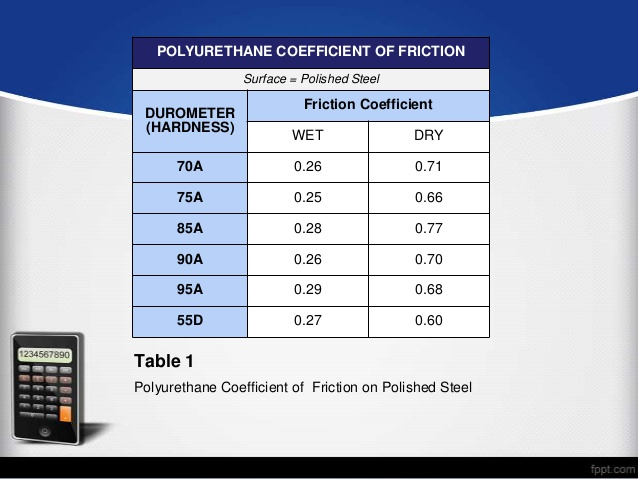 POLYURETHANE COEFFICIENT OF FRICTION
Surface = Polished Steel
DUROMETER
(HARDNESS)
Friction Coefficient
WET DRY
70A 0.26 0.71
75A 0.25 0.66
85A 0.28 0.77
90A 0.26 0.70
95A 0.29 0.68
55D 0.27 0.60
1234567890
Table 1
Polyurethane Coefficient of Friction on Polished Steel
fppt.com